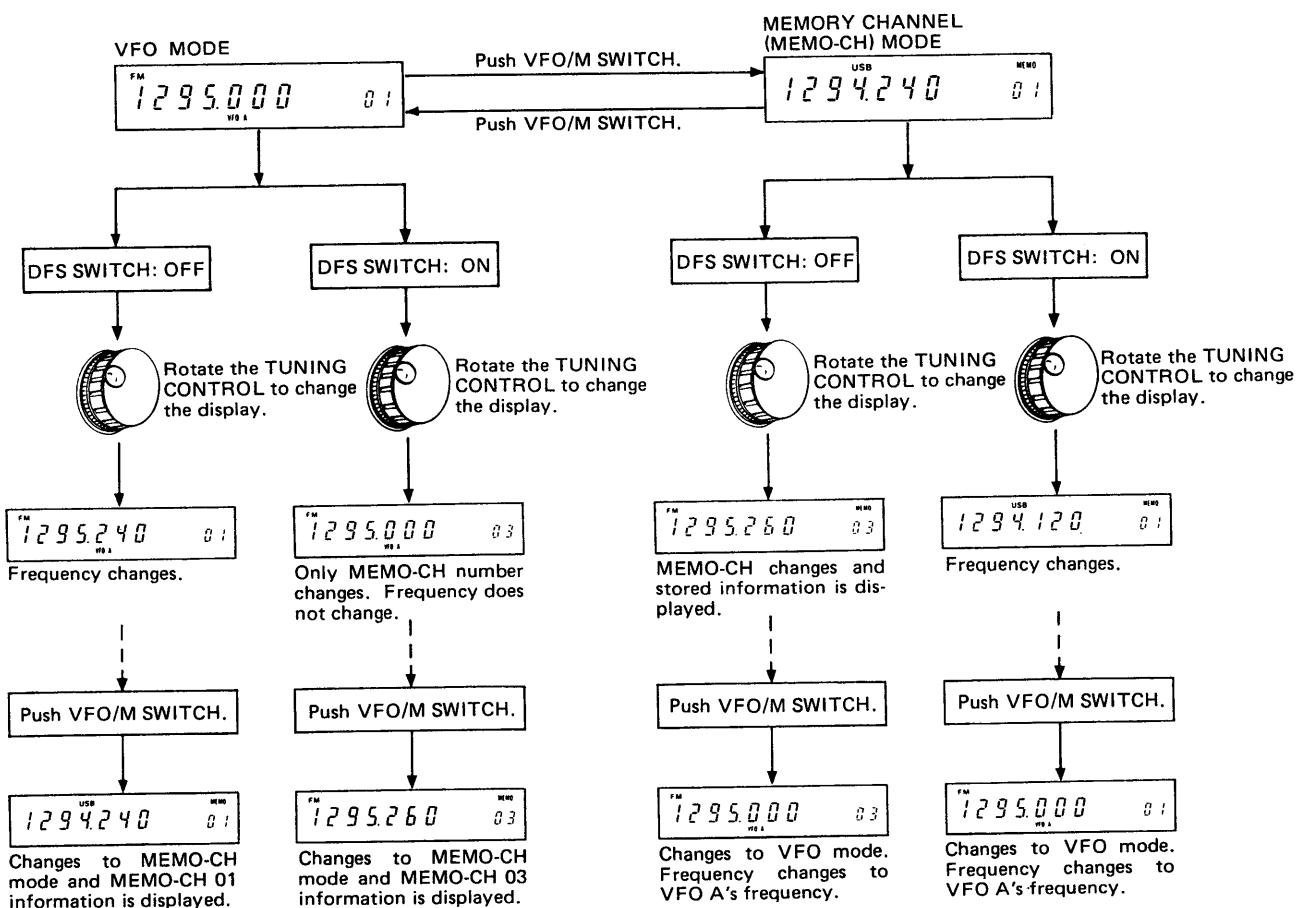 VFO MODE
FM
1295.000 01
VFO A
Push VFO/M SWITCH.
Push VFO/M SWITCH.
MEMORY CHANNEL
(MEMO-CH) MODE
USB MEMO
1294.240 01
DFS SWITCH: OFF
Rotate the TUNING
CONTROL to change
the display.
FM
1295.240 01
VFO A
Frequency changes.
Push VFO/M SWITCH.
USB MEMO
1294.240 01
Changes to MEMO-CH
mode and MEMO-CH 01
information is displayed.
DFS SWITCH: ON
Rotate the TUNING
CONTROL to change
the display.
FM
1295.000 03
VFO A
Only MEMO-CH number
changes. Frequency does
not change.
Push VFO/M SWITCH.
FM MEMO
1295.260 03
Changes to MEMO-CH
mode and MEMO-CH 03
information is displayed.
DFS SWITCH: OFF
Rotate the TUNING
CONTROL to change
the display.
FM MEMO
1295.260 03
MEMO-CH changes and
stored information is dis-
played.
Push VFO/M SWITCH.
FM
1295.000 03
VFO A
Changes to VFO mode.
Frequency changes to
VFO A's frequency.
DFS SWITCH: ON
Rotate the TUNING
CONTROL to change
the display.
USB MEMO
1294.120 01
Frequency changes.
Push VFO/M SWITCH.
FM
1295.000 01
VFO A
Changes to VFO mode.
Frequency changes to
VFO A's frequency.